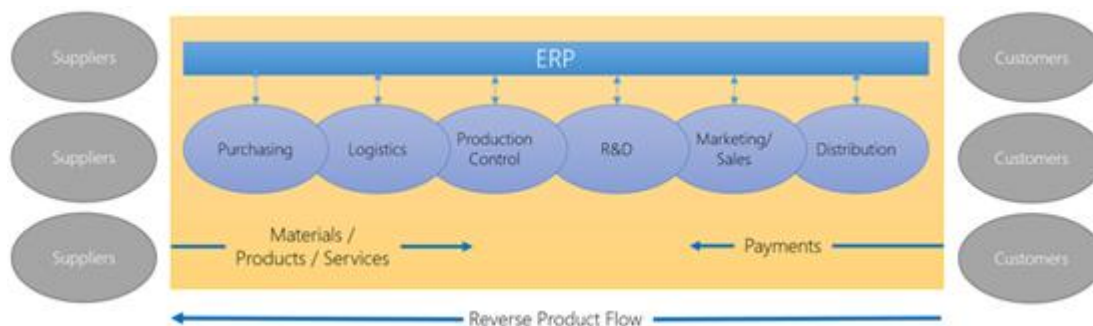 Suppliers
Suppliers
Suppliers
ERP
Purchasing
Logistics
Production
Control
R&D
Marketing/
Sales
Distribution
Materials /
Products / Services
Payments
Customers
Customers
Customers
Reverse Product Flow